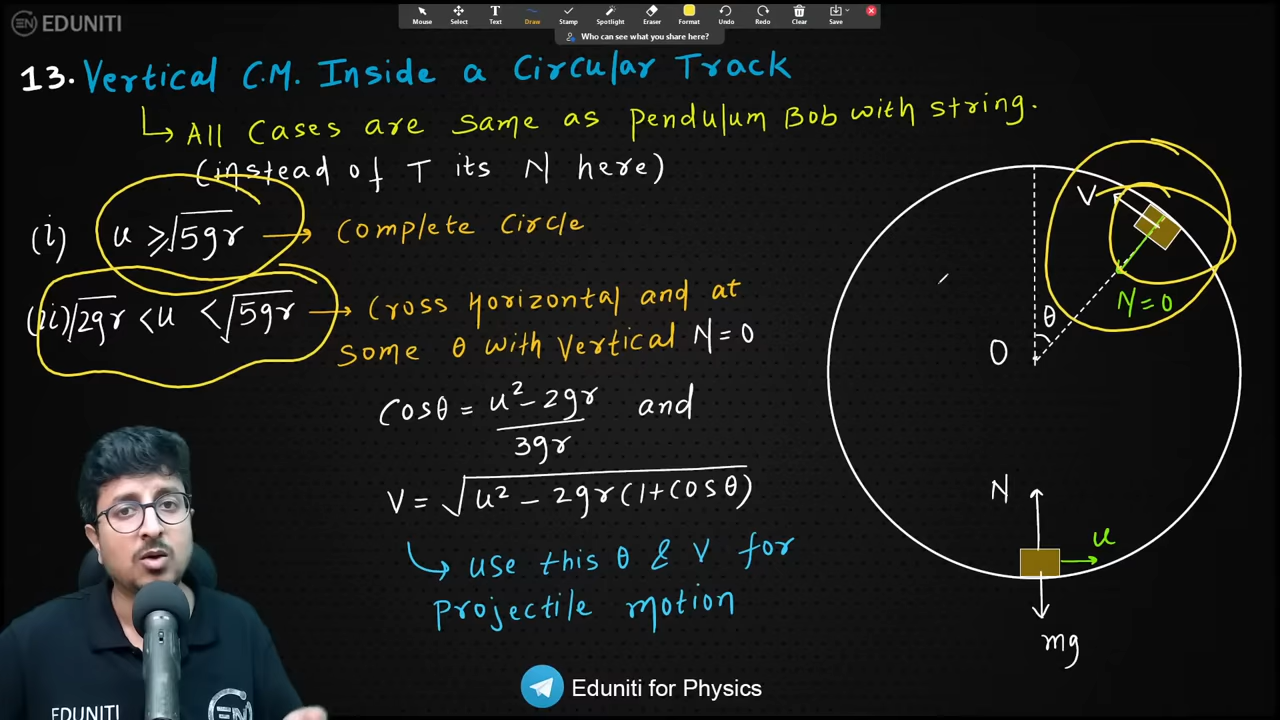 EDUNITI
Mouse Select Text Draw Stamp Spotlight Eraser Format Undo Redo Clear Save
Who can see what you share here?
13. Vertical C.M. Inside a Circular Track
↳ All Cases are same as Pendulum Bob with string.
(instead of T its N here)
(i) u ≥ √5gr → Complete Circle
(ii) √2gr < u < √5gr → Cross Horizontal and at
some θ with Vertical N = 0
Cosθ = u² - 2gr / 3gr and
V = √u² - 2gr(1 + cosθ)
↳ use this θ & V for
projectile motion
V
N = 0
θ
O
N
u
mg
Eduniti for Physics
EDUNITI
EN